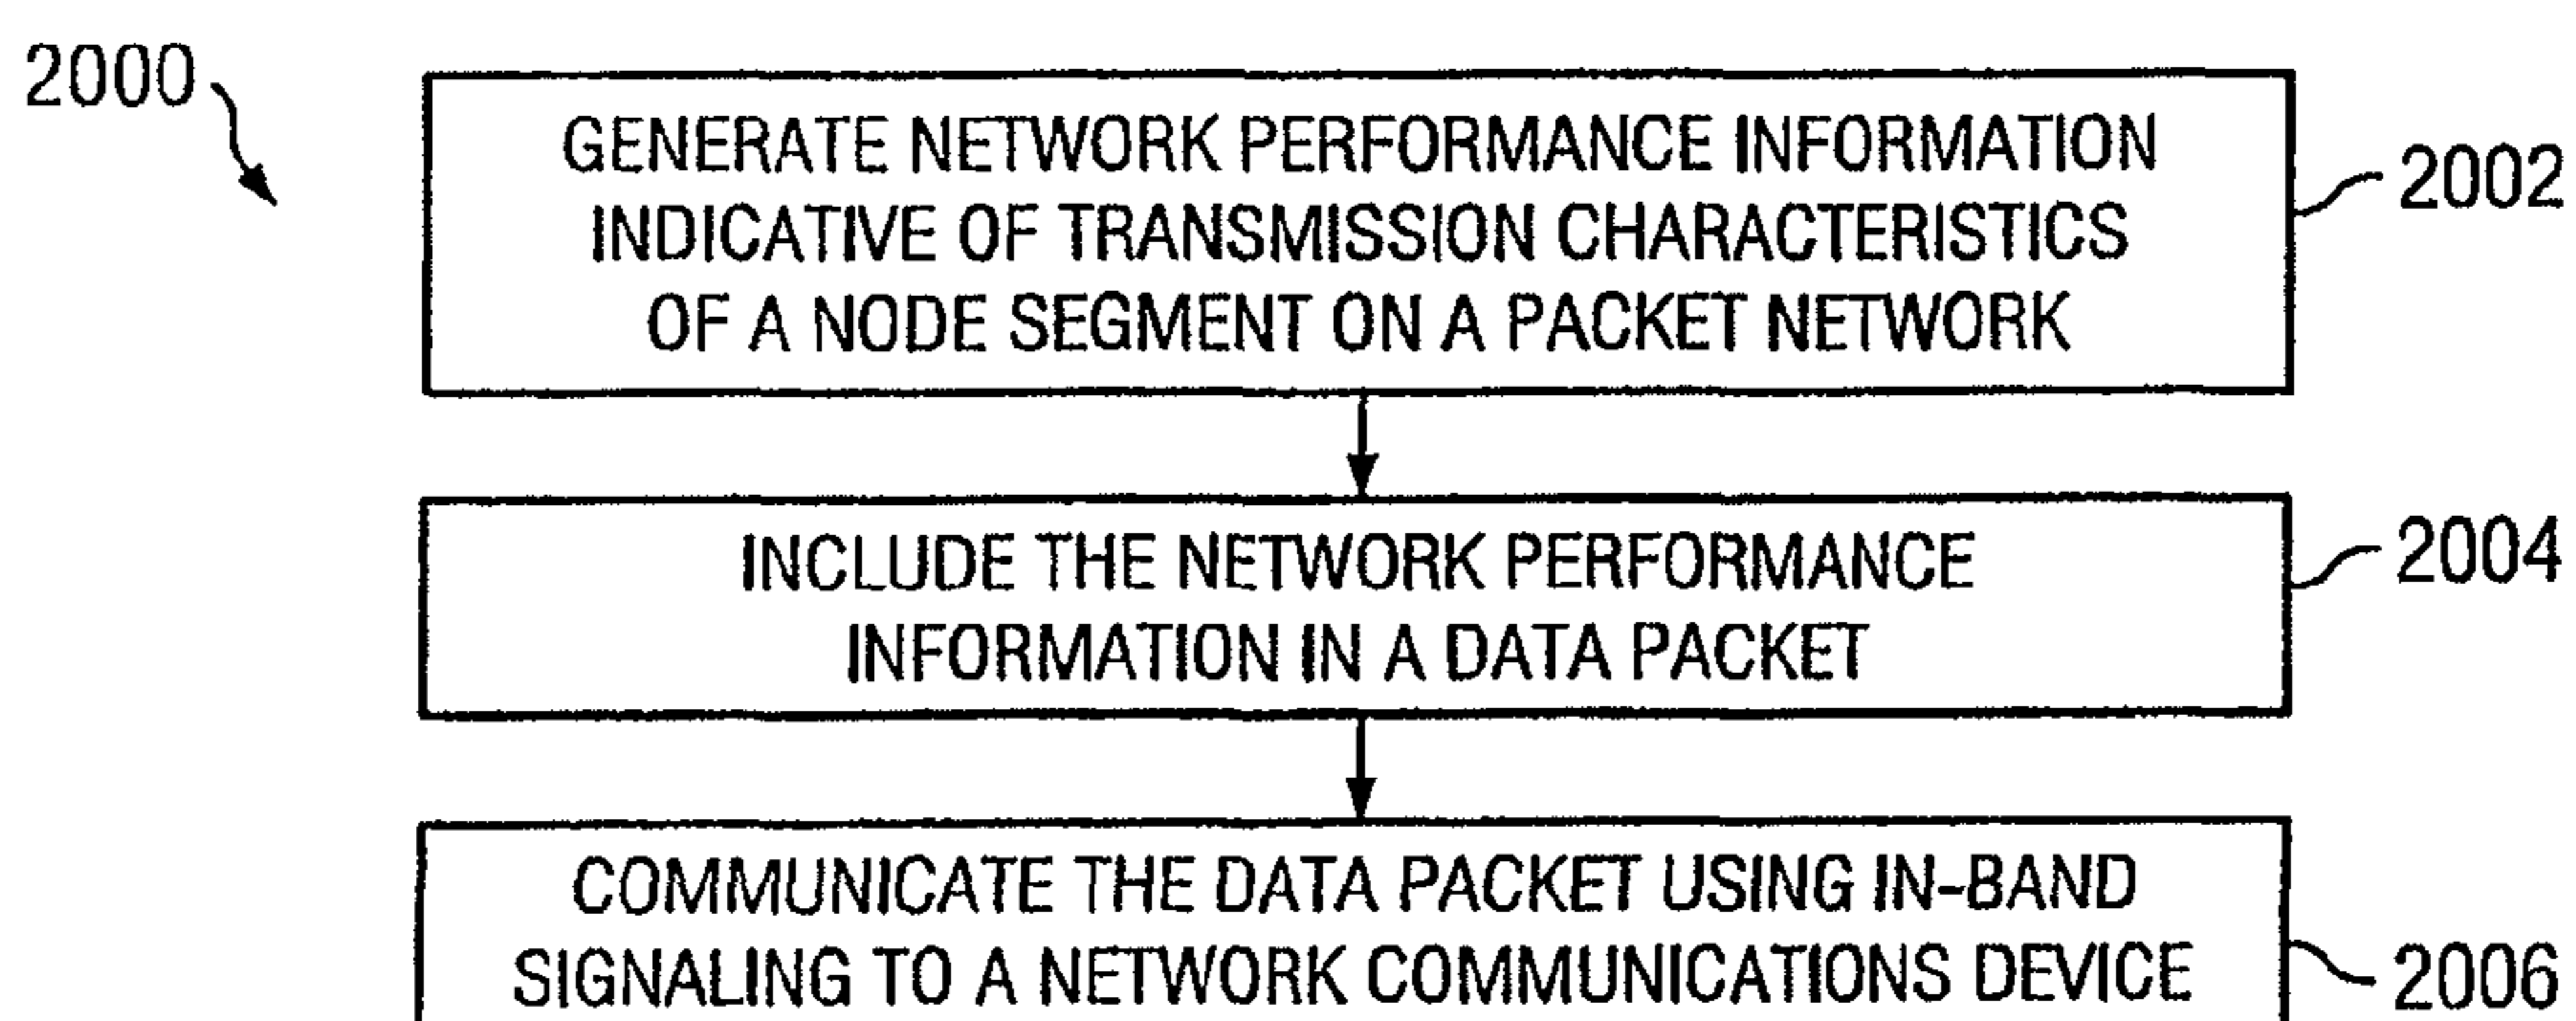 2000
GENERATE NETWORK PERFORMANCE INFORMATION
INDICATIVE OF TRANSMISSION CHARACTERISTICS
OF A NODE SEGMENT ON A PACKET NETWORK
2002
INCLUDE THE NETWORK PERFORMANCE
INFORMATION IN A DATA PACKET
2004
COMMUNICATE THE DATA PACKET USING IN-BAND
SIGNALING TO A NETWORK COMMUNICATIONS DEVICE
2006